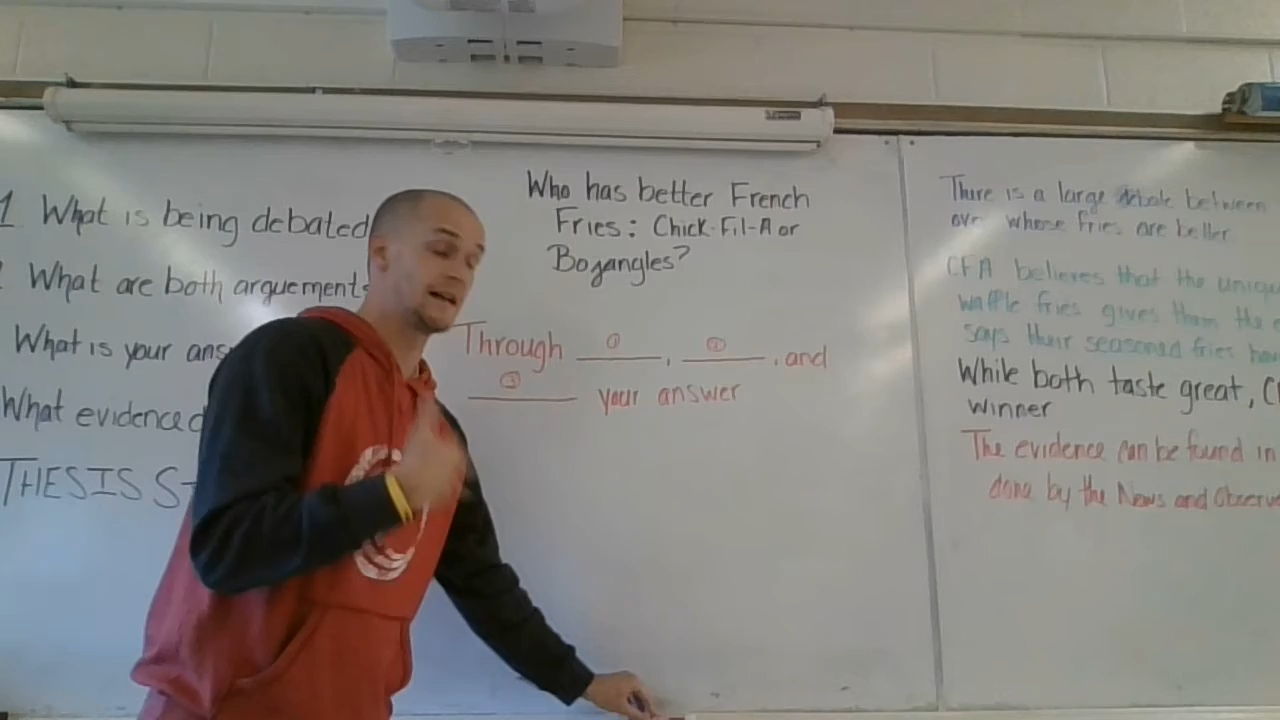 1 What is being debated
What are both arguements
What is your ans
What evidence
THESIS S
Who has better French
Fries: Chick-Fil-A or
Bojangles?
Through ① , ② , and
③ your answer
There is a large debate between
over whose fries are better
CFA believes that the unique
waffle fries gives them the
says their seasoned fries hav
While both taste great, C
winner
The evidence can be found in
done by the News and Observe